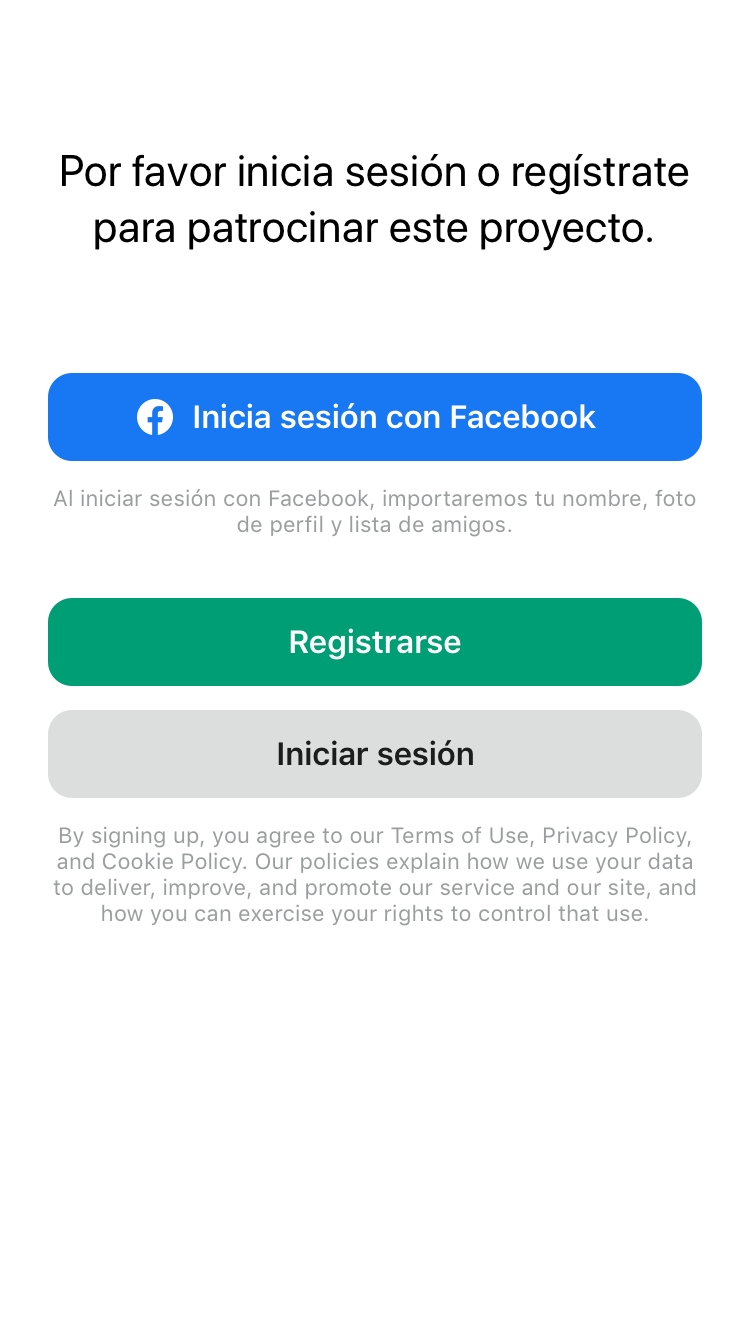 Por favor inicia sesión o regístrate
para patrocinar este proyecto.
Inicia sesión con Facebook
Al iniciar sesión con Facebook, importaremos tu nombre, foto
de perfil y lista de amigos.
Registrarse
Iniciar sesión
By signing up, you agree to our Terms of Use, Privacy Policy,
and Cookie Policy. Our policies explain how we use your data
to deliver, improve, and promote our service and our site, and
how you can exercise your rights to control that use.